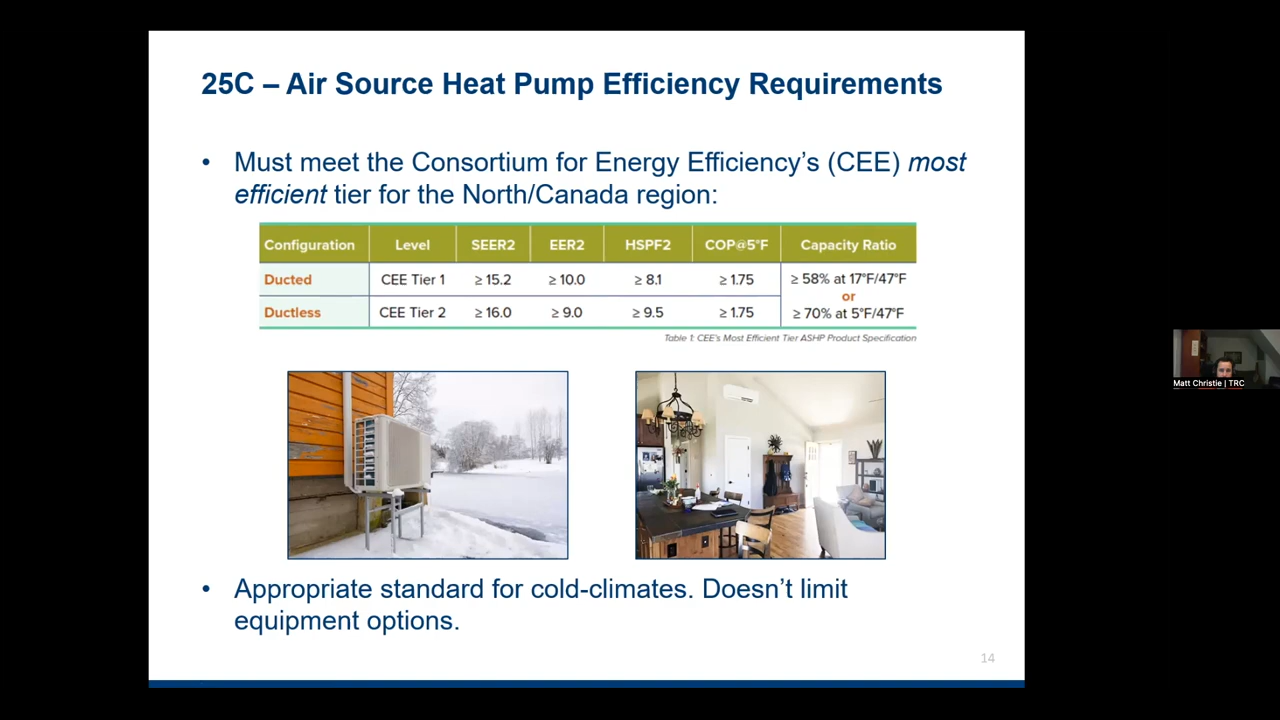 25C – Air Source Heat Pump Efficiency Requirements
• Must meet the Consortium for Energy Efficiency’s (CEE) most
efficient tier for the North/Canada region:
Configuration Level SEER2 EER2 HSPF2 COP@5°F Capacity Ratio
Ducted CEE Tier 1 ≥ 15.2 ≥ 10.0 ≥ 8.1 ≥ 1.75 ≥ 58% at 17°F/47°F
or
Ductless CEE Tier 2 ≥ 16.0 ≥ 9.0 ≥ 9.5 ≥ 1.75 ≥ 70% at 5°F/47°F
Table 1: CEE's Most Efficient Tier ASHP Product Specification
Matt Christie | TRC
• Appropriate standard for cold-climates. Doesn’t limit
equipment options.
14